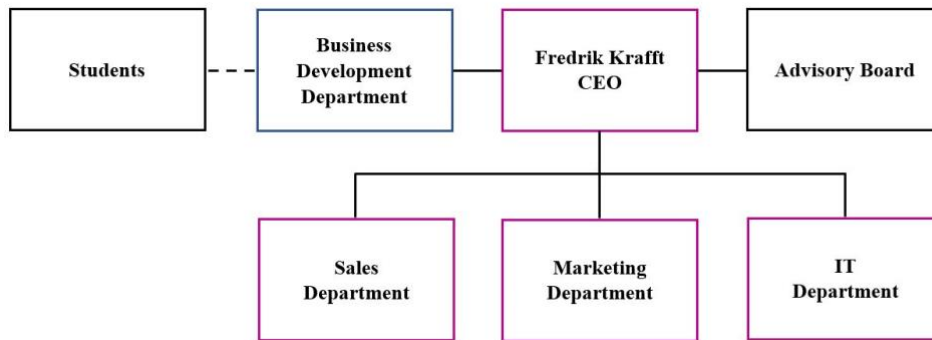 Students
Business
Development
Department
Fredrik Krafft
CEO
Advisory Board
Sales
Department
Marketing
Department
IT
Department